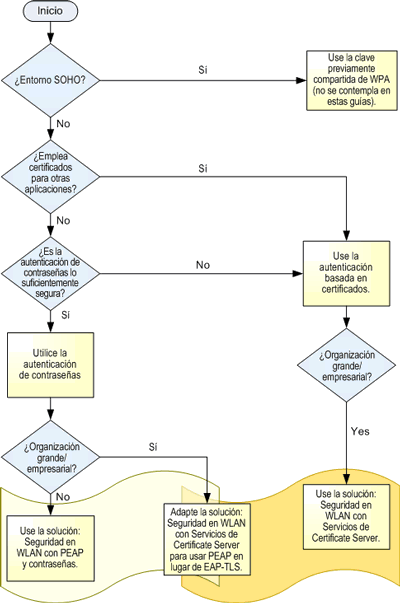 Inicio
¿Entorno SOHO?
Sí
Use la clave
previamente
compartida de WPA
(no se contempla en
estas guías).
No
¿Emplea
certificados
para otras
aplicaciones?
Sí
No
¿Es la
autenticación de
contraseñas lo
suficientemente
segura?
No
Use la
autenticación
basada en
certificados.
Sí
Utilice la
autenticación
de contraseñas
¿Organización
grande/
empresarial?
Yes
¿Organización
grande/
empresarial?
Sí
No
Use la solución:
Seguridad en
WLAN con PEAP
y contraseñas.
Adapte la solución:
Seguridad en WLAN
con Servicios de
Certificate Server
para usar PEAP en
lugar de EAP-TLS.
Use la solución:
Seguridad en
WLAN con
Servicios de
Certificate Server.